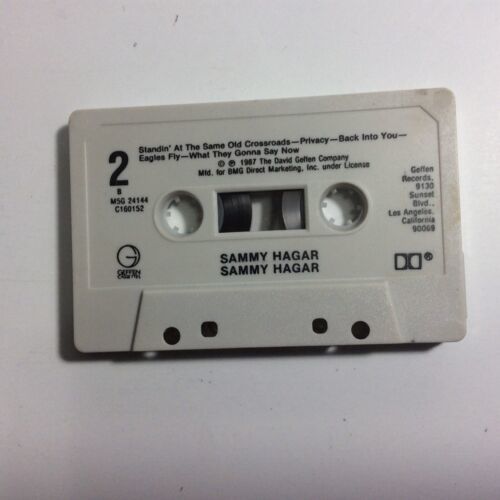 Standin' At The Same Old Crossroads—Privacy—Back Into You—
Eagles Fly—What They Gonna Say Now
© ℗ 1987 The David Geffen Company
Mfd. for BMG Direct Marketing, Inc. under License
2
B
M5G 24144
C160152
Geffen
Records,
9130
Sunset
Blvd.,
Los Angeles,
California
90069
G
GEFFEN
SAMMY HAGAR
SAMMY HAGAR
®